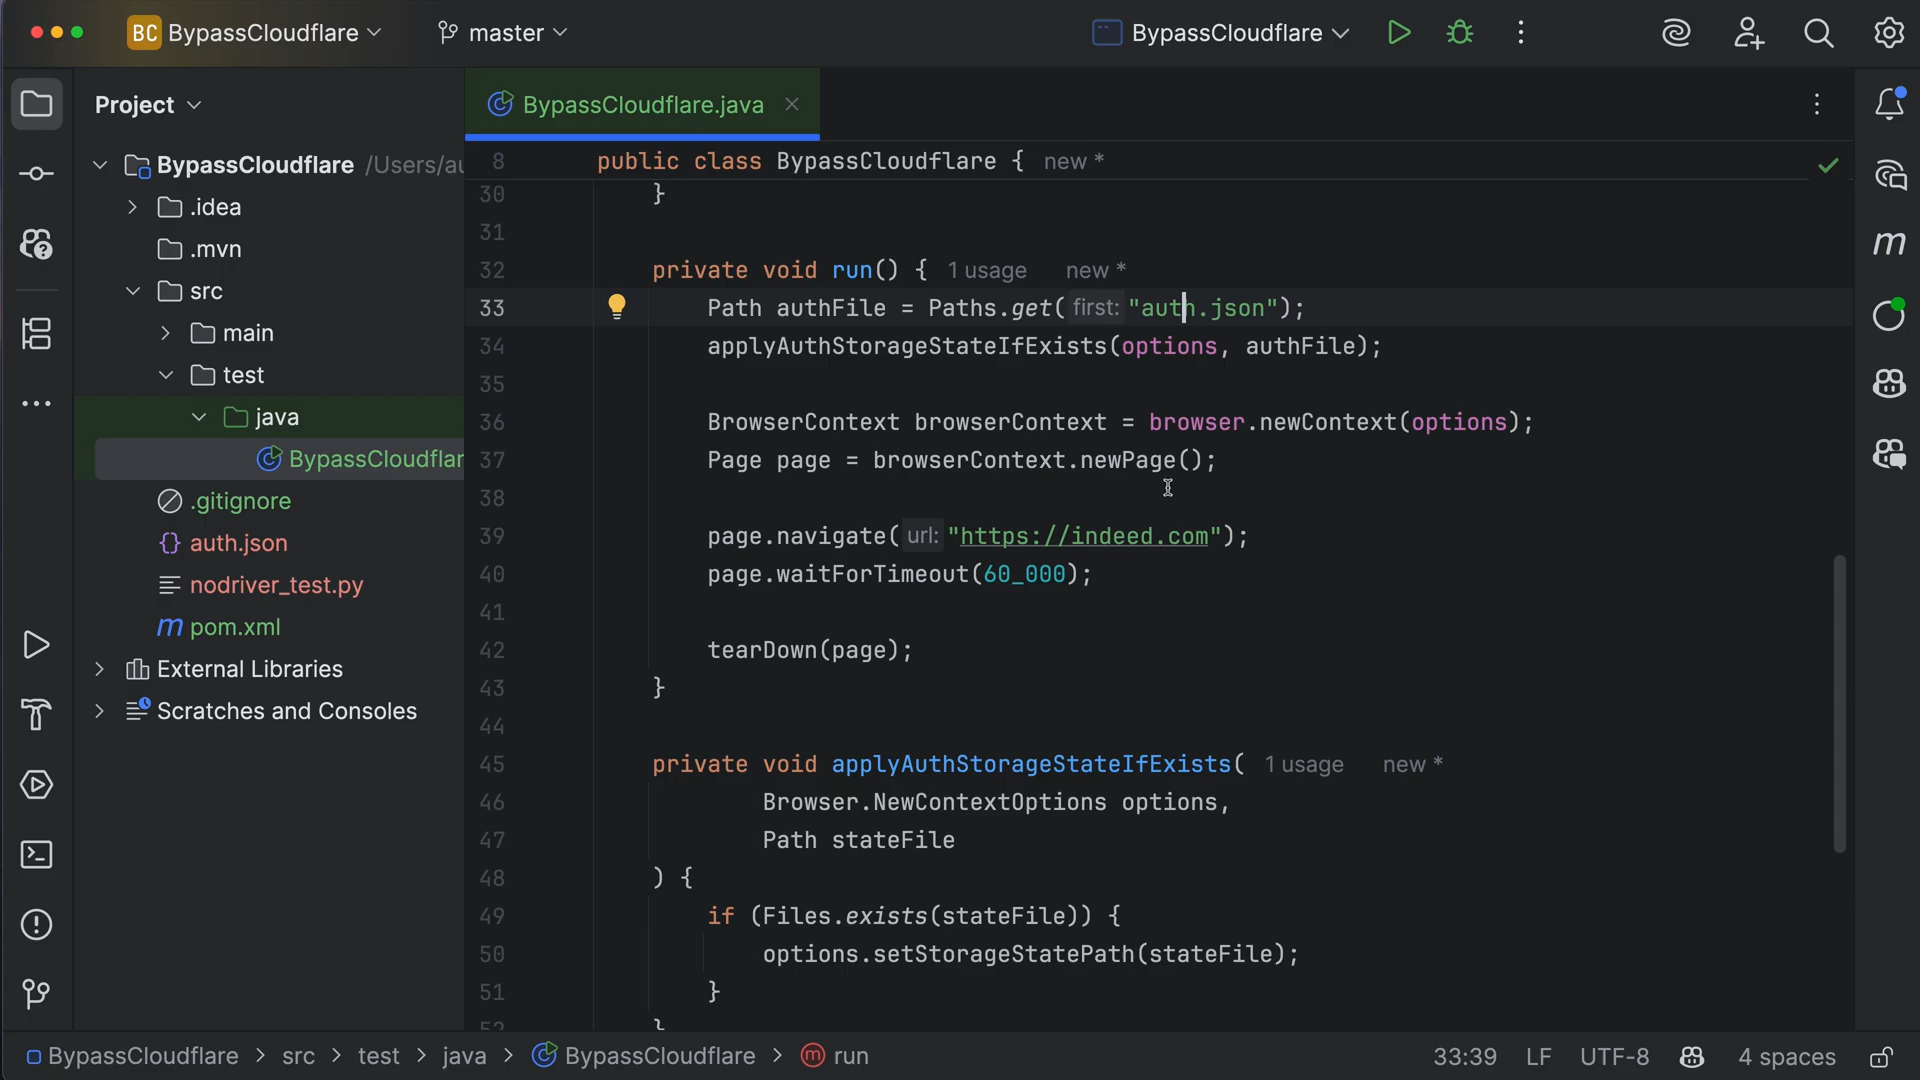 BC BypassCloudflare master BypassCloudflare
Project
BypassCloudflare /Users/au
.idea
.mvn
src
main
test
java
BypassCloudflar
.gitignore
{} auth.json
nodriver_test.py
m pom.xml
External Libraries
Scratches and Consoles
BypassCloudflare.java
m
8 public class BypassCloudflare { new *
30 }
31
32 private void run() { 1 usage new *
33 Path authFile = Paths.get( first: "auth.json");
34 applyAuthStorageStateIfExists(options, authFile);
35
36 BrowserContext browserContext = browser.newContext(options);
37 Page page = browserContext.newPage();
38
39 page.navigate( url: "https://indeed.com");
40 page.waitForTimeout(60_000);
41
42 tearDown(page);
43 }
44
45 private void applyAuthStorageStateIfExists( 1 usage new *
46 Browser.NewContextOptions options,
47 Path stateFile
48 ) {
49 if (Files.exists(stateFile)) {
50 options.setStorageStatePath(stateFile);
51 }
52 }
BypassCloudflare > src > test > java > BypassCloudflare > m run 33:39 LF UTF-8 4 spaces